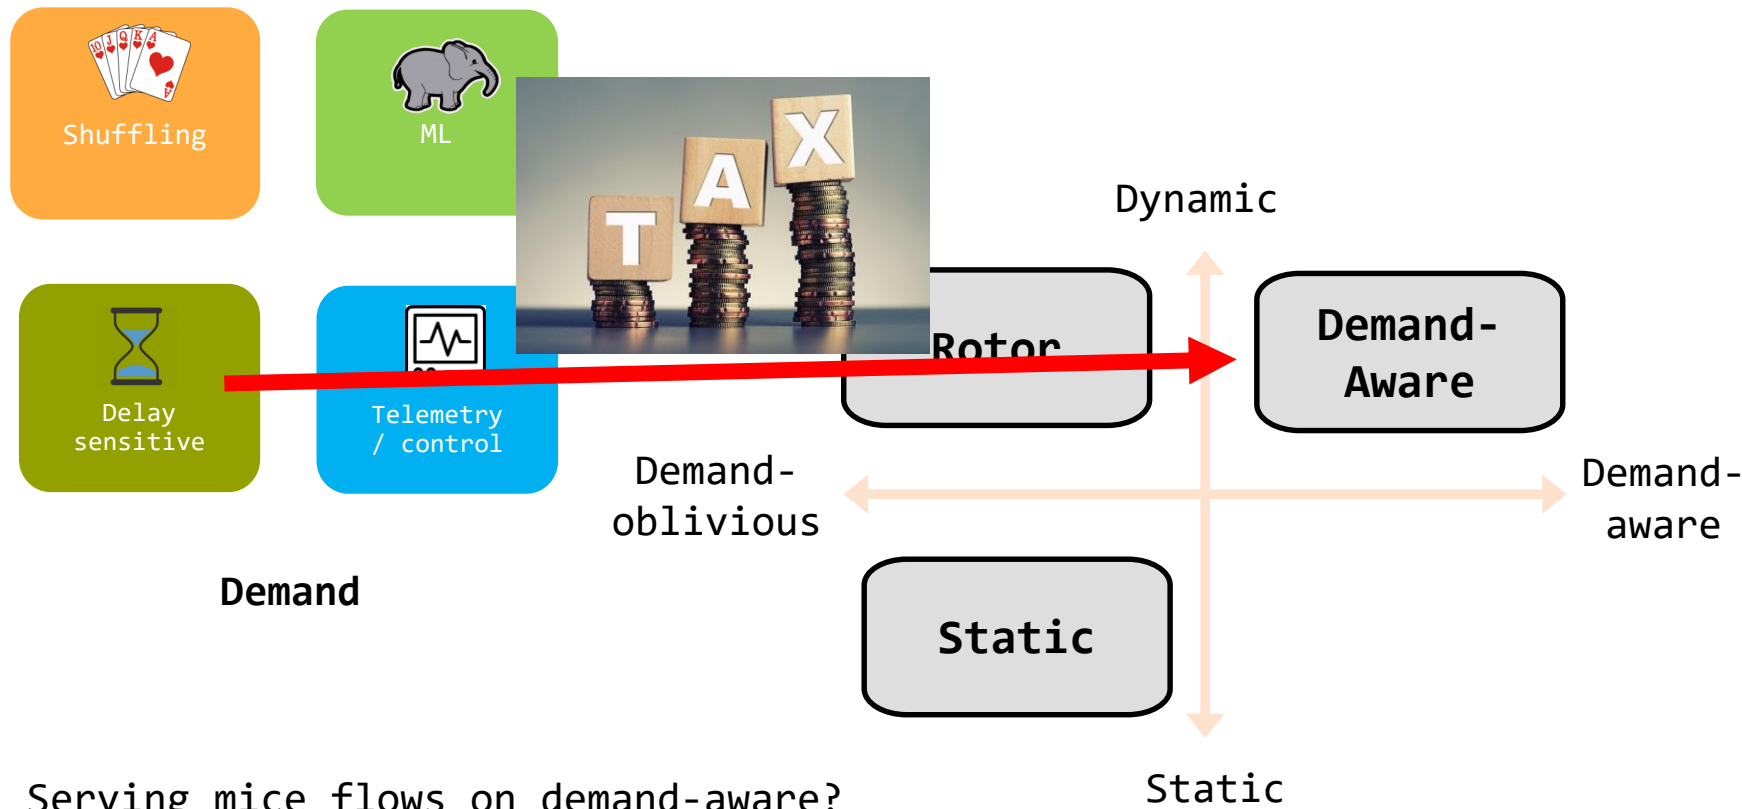 10 J Q K A
A
Shuffling
ML
T A X
Dynamic
Rotor
Demand-
Aware
Delay
sensitive
Telemetry
/ control
Demand-
oblivious
Demand-
aware
Demand
Static
Static
Serving mice flows on demand-aware?